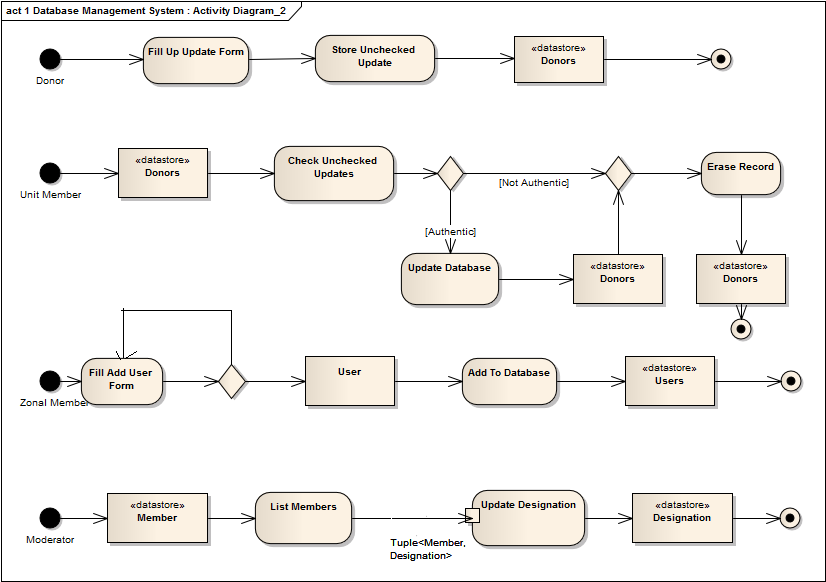 act 1 Database Management System : Activity Diagram_2
Fill Up Update Form
Store Unchecked
Update
«datastore»
Donors
Donor
«datastore»
Donors
Check Unchecked
Updates
Erase Record
[Not Authentic]
Unit Member
[Authentic]
Update Database
«datastore»
Donors
«datastore»
Donors
Fill Add User
Form
User
Add To Database
«datastore»
Users
Zonal Member
«datastore»
Member
List Members
Update Designation
«datastore»
Designation
Moderator
Tuple<Member,
Designation>